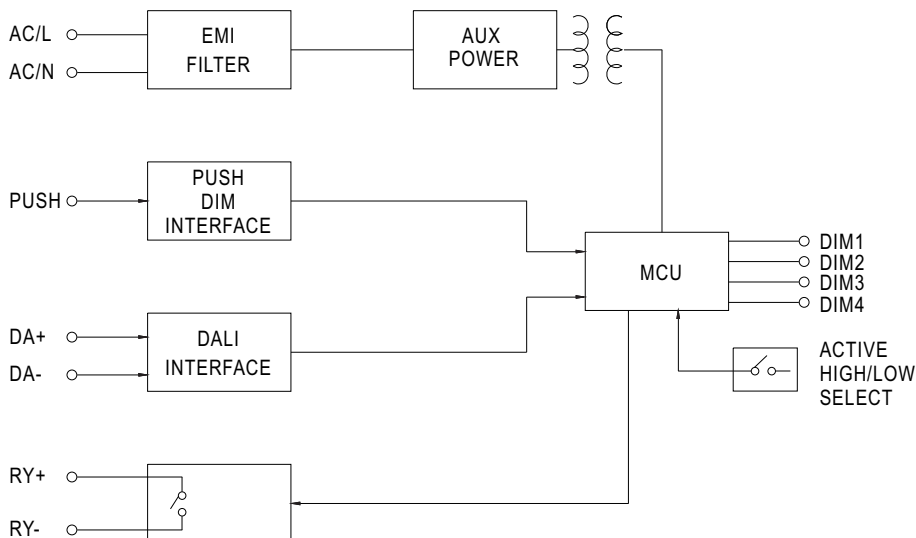 AC/L
AC/N
EMI
FILTER
AUX
POWER
PUSH
PUSH
DIM
INTERFACE
MCU
DIM1
DIM2
DIM3
DIM4
DA+
DA-
DALI
INTERFACE
ACTIVE
HIGH/LOW
SELECT
RY+
RY-